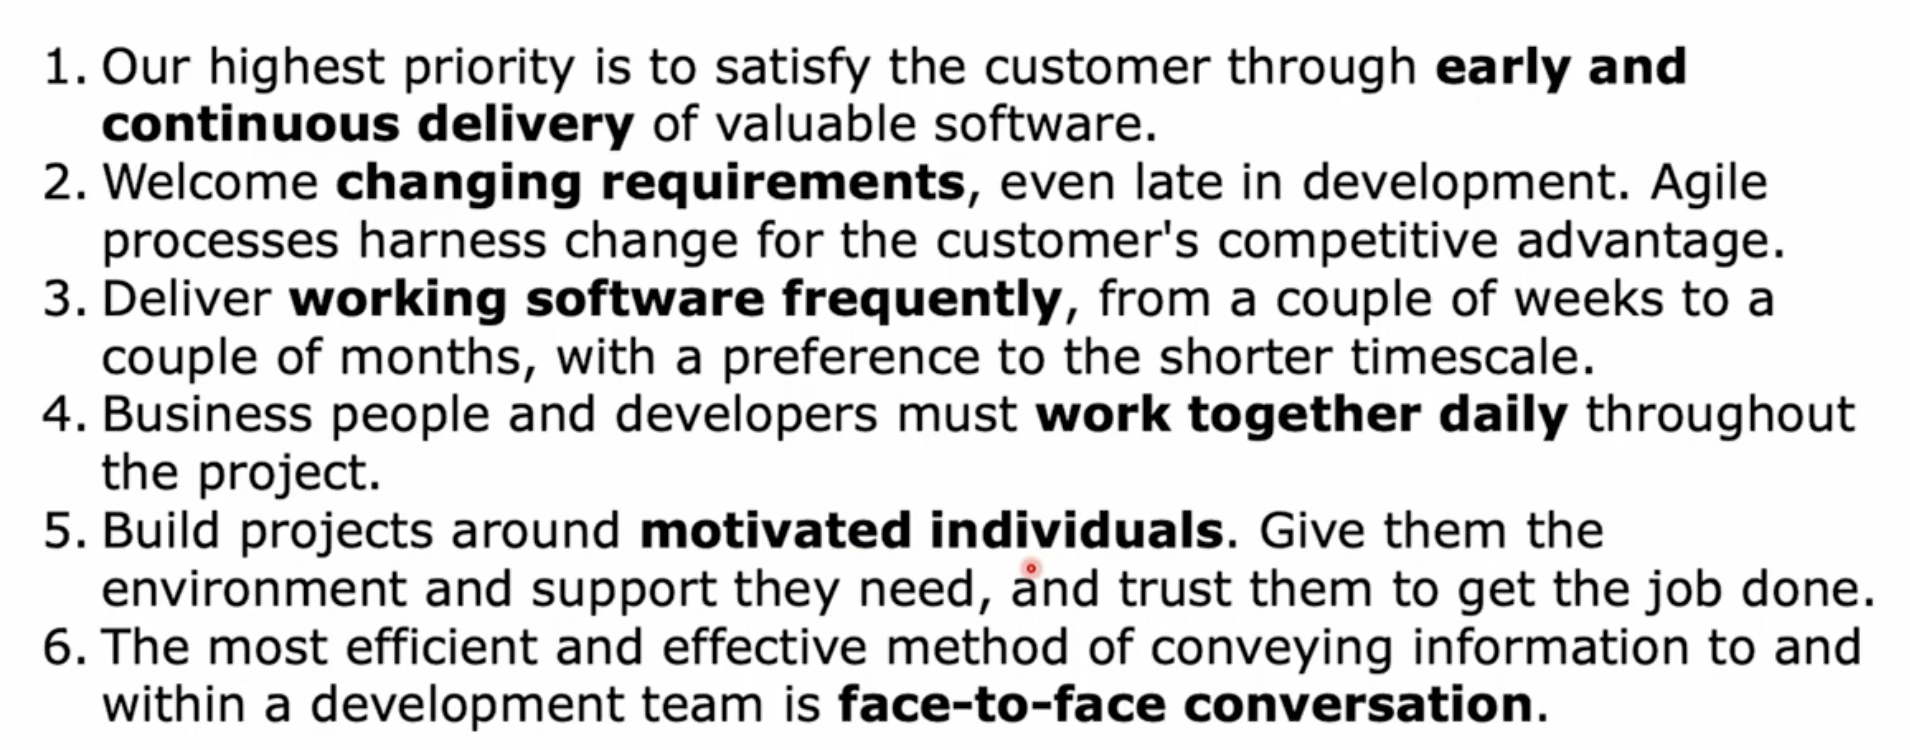 1. Our highest priority is to satisfy the customer through early and
continuous delivery of valuable software.
2. Welcome changing requirements, even late in development. Agile
processes harness change for the customer's competitive advantage.
3. Deliver working software frequently, from a couple of weeks to a
couple of months, with a preference to the shorter timescale.
4. Business people and developers must work together daily throughout
the project.
5. Build projects around motivated individuals. Give them the
environment and support they need, and trust them to get the job done.
6. The most efficient and effective method of conveying information to and
within a development team is face-to-face conversation.